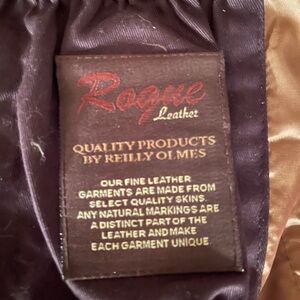 Rogue
Leather
QUALITY PRODUCTS
BY REILLY OLMES
OUR FINE LEATHER
GARMENTS ARE MADE FROM
SELECT QUALITY SKINS.
ANY NATURAL MARKINGS ARE
A DISTINCT PART OF THE
LEATHER AND MAKE
EACH GARMENT UNIQUE